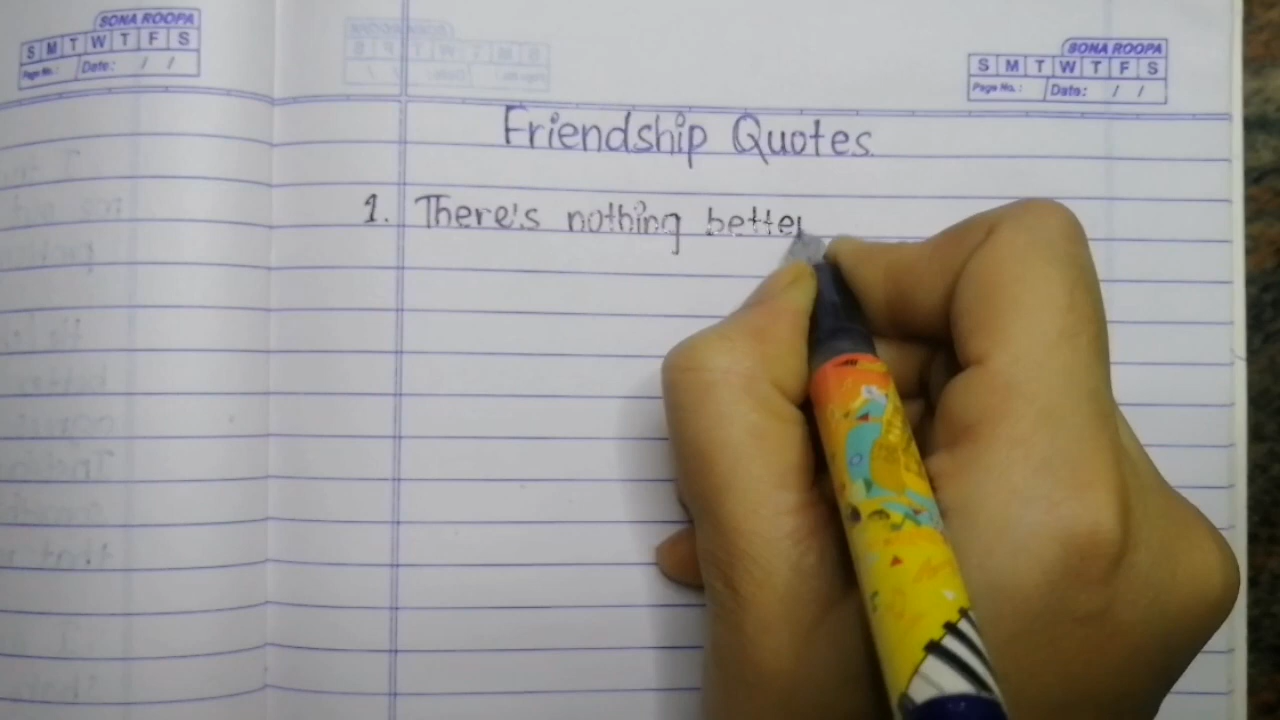 SONA ROOPA
S M T W T F S
Page No.: Date: / /
SONA ROOPA
S M T W T F S
Page No.: Date: / /
Friendship Quotes.
1. There's nothing better